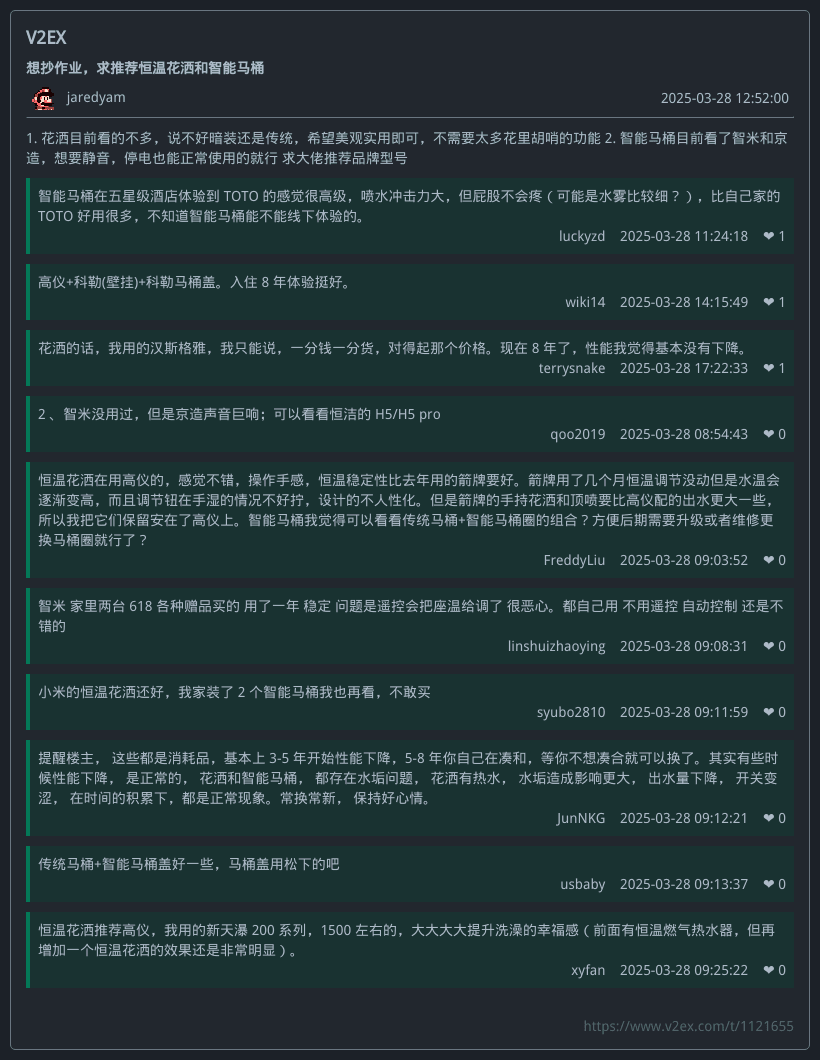 V2EX
想抄作业，求推荐恒温花洒和智能马桶
jaredyam 2025-03-28 12:52:00
1. 花洒目前看的不多，说不好暗装还是传统，希望美观实用即可，不需要太多花里胡哨的功能 2. 智能马桶目前看了智米和京
造，想要静音，停电也能正常使用的就行 求大佬推荐品牌型号
智能马桶在五星级酒店体验到 TOTO 的感觉很高级，喷水冲击力大，但屁股不会疼（可能是水雾比较细？），比自己家的
TOTO 好用很多，不知道智能马桶能不能线下体验的。
luckyzd 2025-03-28 11:24:18 ❤ 1
高仪+科勒(壁挂)+科勒马桶盖。入住 8 年体验挺好。
wiki14 2025-03-28 14:15:49 ❤ 1
花洒的话，我用的汉斯格雅，我只能说，一分钱一分货，对得起那个价格。现在 8 年了，性能我觉得基本没有下降。
terrysnake 2025-03-28 17:22:33 ❤ 1
2 、智米没用过，但是京造声音巨响；可以看看恒洁的 H5/H5 pro
qoo2019 2025-03-28 08:54:43 ❤ 0
恒温花洒在用高仪的，感觉不错，操作手感，恒温稳定性比去年用的箭牌要好。箭牌用了几个月恒温调节没动但是水温会
逐渐变高，而且调节钮在手湿的情况不好拧，设计的不人性化。但是箭牌的手持花洒和顶喷要比高仪配的出水更大一些，
所以我把它们保留安在了高仪上。智能马桶我觉得可以看看传统马桶+智能马桶圈的组合？方便后期需要升级或者维修更
换马桶圈就行了？
FreddyLiu 2025-03-28 09:03:52 ❤ 0
智米 家里两台 618 各种赠品买的 用了一年 稳定 问题是遥控会把座温给调了 很恶心。都自己用 不用遥控 自动控制 还是不
错的
linshuizhaoying 2025-03-28 09:08:31 ❤ 0
小米的恒温花洒还好，我家装了 2 个智能马桶我也再看，不敢买
syubo2810 2025-03-28 09:11:59 ❤ 0
提醒楼主， 这些都是消耗品，基本上 3-5 年开始性能下降，5-8 年你自己在凑和，等你不想凑合就可以换了。其实有些时
候性能下降， 是正常的， 花洒和智能马桶， 都存在水垢问题， 花洒有热水， 水垢造成影响更大， 出水量下降， 开关变
涩， 在时间的积累下，都是正常现象。常换常新， 保持好心情。
JunNKG 2025-03-28 09:12:21 ❤ 0
传统马桶+智能马桶盖好一些，马桶盖用松下的吧
usbaby 2025-03-28 09:13:37 ❤ 0
恒温花洒推荐高仪，我用的新天瀑 200 系列，1500 左右的，大大大大提升洗澡的幸福感（前面有恒温燃气热水器，但再
增加一个恒温花洒的效果还是非常明显）。
xyfan 2025-03-28 09:25:22 ❤ 0
https://www.v2ex.com/t/1121655